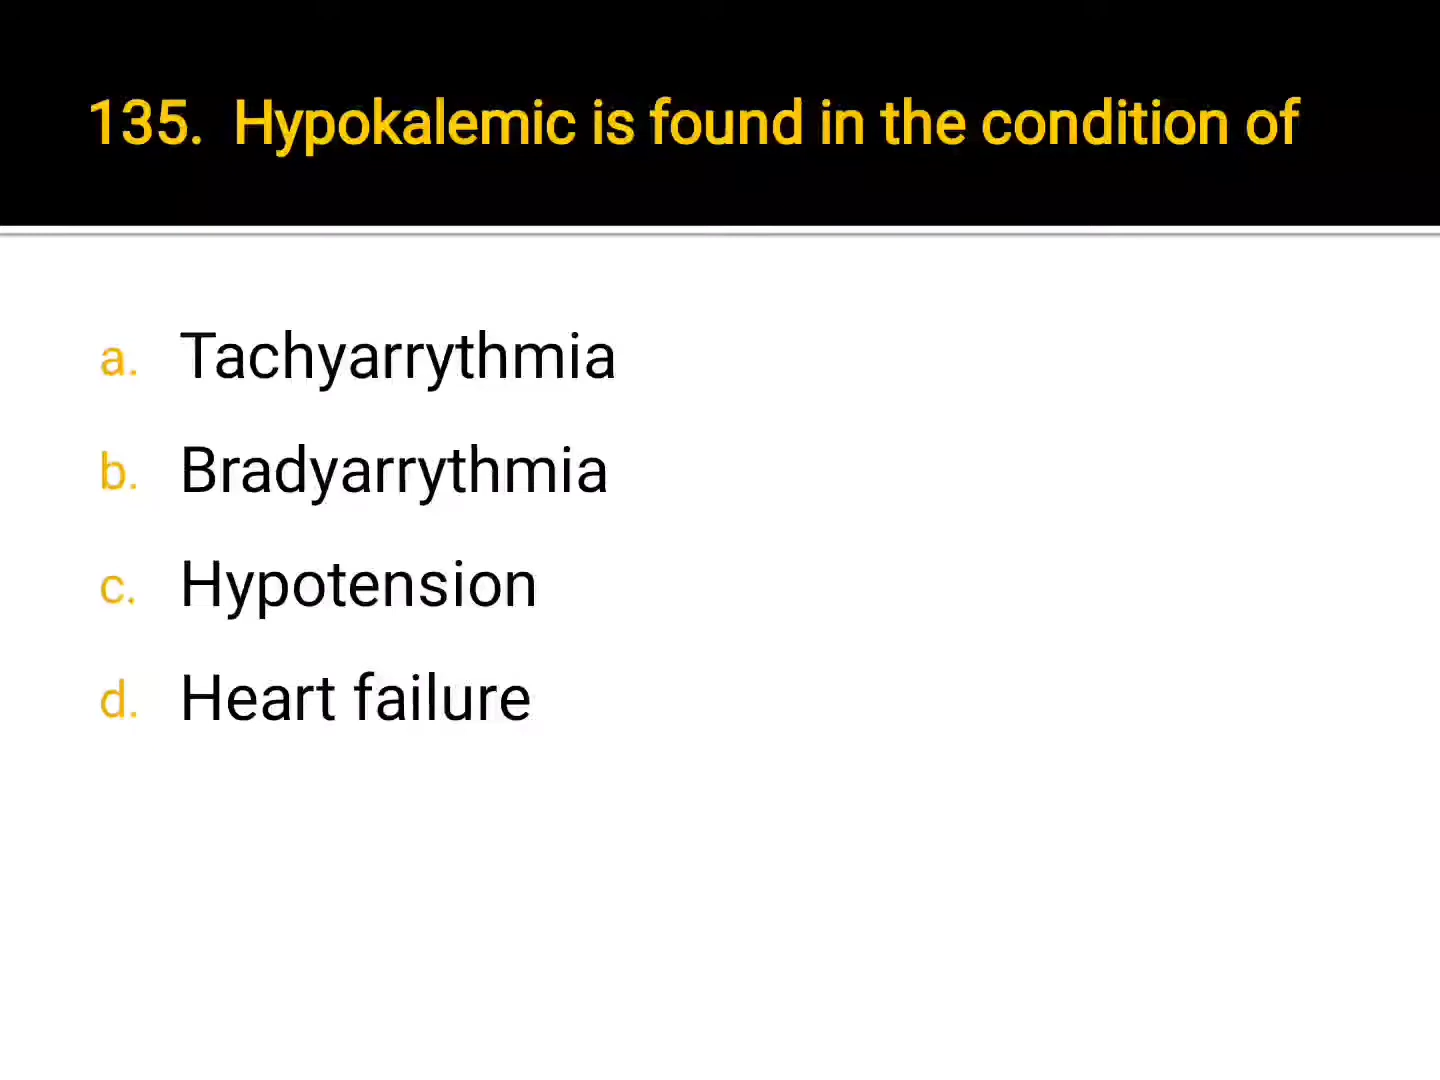 135. Hypokalemic is found in the condition of
a. Tachyarrythmia
b. Bradyarrythmia
c. Hypotension
d. Heart failure